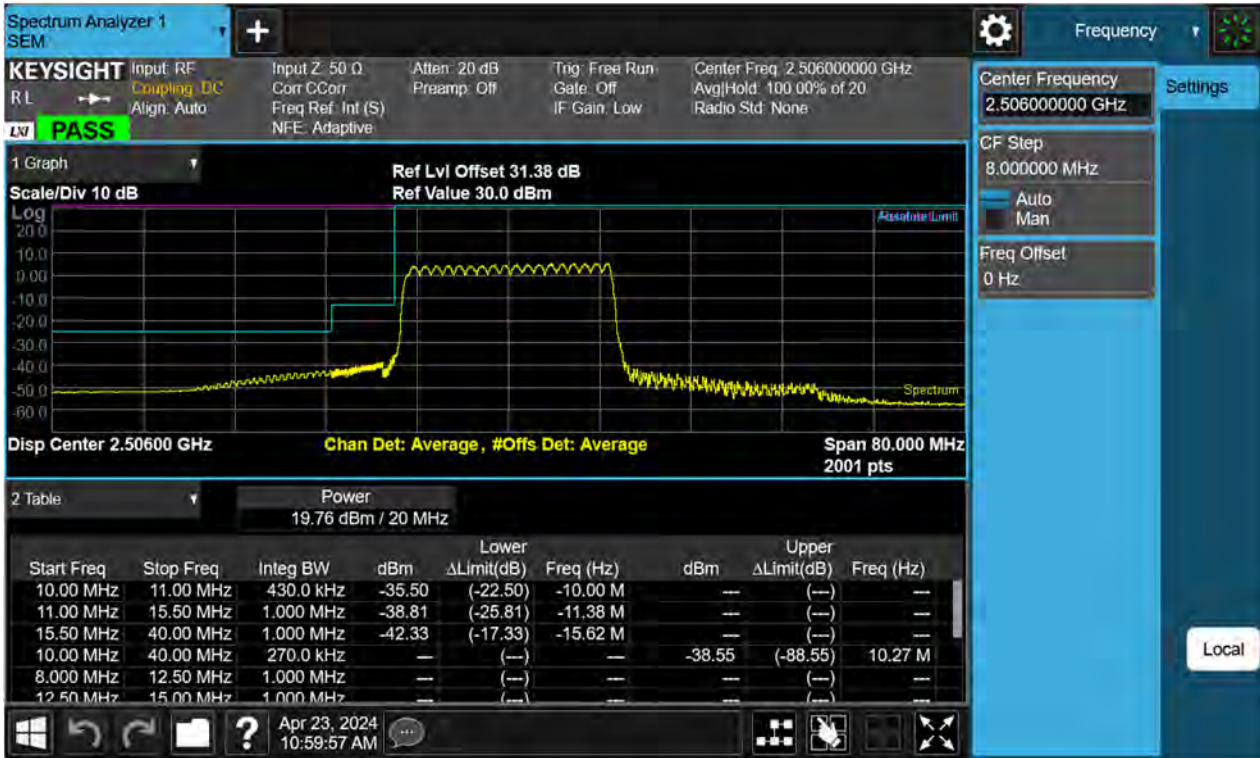 Spectrum Analyzer 1
SEM
+
Frequency
KEYSIGHT
R L
LXI
PASS
Input: RF
Coupling: DC
Align: Auto
Input Z: 50 Ω
Corr CCorr
Freq Ref: Int (S)
NFE: Adaptive
Atten: 20 dB
Preamp: Off
Trig: Free Run
Gate: Off
IF Gain: Low
Center Freq: 2.506000000 GHz
Avg|Hold: 100.00% of 20
Radio Std: None
Center Frequency
2.506000000 GHz
Settings
CF Step
8.000000 MHz
Auto
Man
Freq Offset
0 Hz
1 Graph
Scale/Div 10 dB
Ref Lvl Offset 31.38 dB
Ref Value 30.0 dBm
Log
Absolute Limit
20.0
10.0
0.00
-10.0
-20.0
-30.0
-40.0
-50.0
-60.0
Spectrum
Disp Center 2.50600 GHz
Chan Det: Average, #Offs Det: Average
Span 80.000 MHz
2001 pts
2 Table
Power
19.76 dBm / 20 MHz
Lower Upper
Start Freq Stop Freq Integ BW dBm ΔLimit(dB) Freq (Hz) dBm ΔLimit(dB) Freq (Hz)
10.00 MHz 11.00 MHz 430.0 kHz -35.50 (-22.50) -10.00 M --- (---) ---
11.00 MHz 15.50 MHz 1.000 MHz -38.81 (-25.81) -11.38 M --- (---) ---
15.50 MHz 40.00 MHz 1.000 MHz -42.33 (-17.33) -15.62 M --- (---) ---
10.00 MHz 40.00 MHz 270.0 kHz --- (---) --- -38.55 (-88.55) 10.27 M
8.000 MHz 12.50 MHz 1.000 MHz --- (---) --- --- (---) ---
12.50 MHz 15.00 MHz 1.000 MHz --- (---) --- --- (---) ---
Local
?
Apr 23, 2024
10:59:57 AM